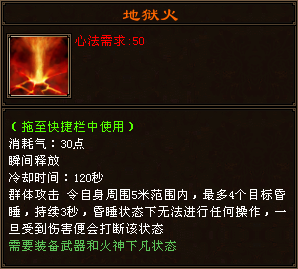 地狱火
心法需求:50
（拖至快捷栏中使用）
消耗气：30点
瞬间释放
冷却时间：120秒
群体攻击 令自身周围5米范围内，最多4个目标昏
睡，持续3秒，昏睡状态下无法进行任何操作，一
旦受到伤害便会打断该状态
需要装备武器和火神下凡状态